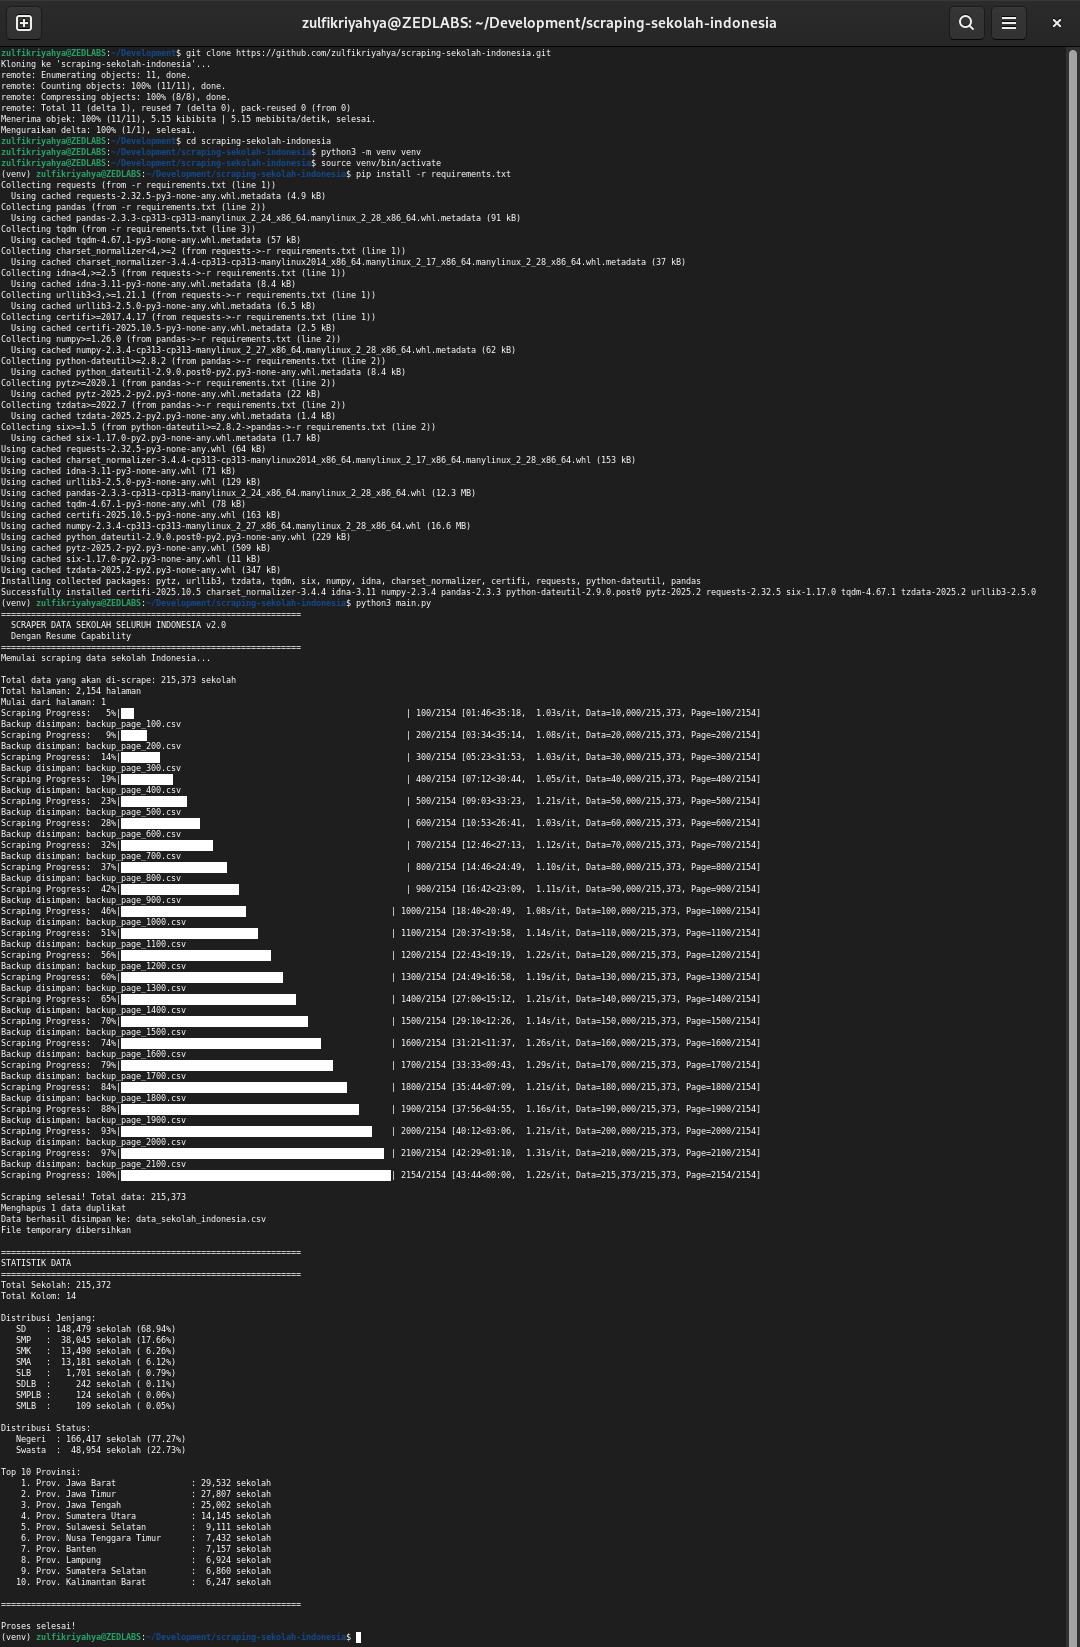 zulfikriyahya@ZEDLABS: ~/Development/scraping-sekolah-indonesia
zulfikriyahya@ZEDLABS:~/Development$ git clone https://github.com/zulfikriyahya/scraping-sekolah-indonesia.git
Kloning ke 'scraping-sekolah-indonesia'...
remote: Enumerating objects: 11, done.
remote: Counting objects: 100% (11/11), done.
remote: Compressing objects: 100% (8/8), done.
remote: Total 11 (delta 1), reused 7 (delta 0), pack-reused 0 (from 0)
Menerima objek: 100% (11/11), 5.15 kibibita | 5.15 mebibita/detik, selesai.
Menguraikan delta: 100% (1/1), selesai.
zulfikriyahya@ZEDLABS:~/Development$ cd scraping-sekolah-indonesia
zulfikriyahya@ZEDLABS:~/Development/scraping-sekolah-indonesia$ python3 -m venv venv
zulfikriyahya@ZEDLABS:~/Development/scraping-sekolah-indonesia$ source venv/bin/activate
(venv) zulfikriyahya@ZEDLABS:~/Development/scraping-sekolah-indonesia$ pip install -r requirements.txt
Collecting requests (from -r requirements.txt (line 1))
  Using cached requests-2.32.5-py3-none-any.whl.metadata (4.9 kB)
Collecting pandas (from -r requirements.txt (line 2))
  Using cached pandas-2.3.3-cp313-cp313-manylinux_2_24_x86_64.manylinux_2_28_x86_64.whl.metadata (91 kB)
Collecting tqdm (from -r requirements.txt (line 3))
  Using cached tqdm-4.67.1-py3-none-any.whl.metadata (57 kB)
Collecting charset_normalizer<4,>=2 (from requests->-r requirements.txt (line 1))
  Using cached charset_normalizer-3.4.4-cp313-cp313-manylinux2014_x86_64.manylinux_2_17_x86_64.manylinux_2_28_x86_64.whl.metadata (37 kB)
Collecting idna<4,>=2.5 (from requests->-r requirements.txt (line 1))
  Using cached idna-3.11-py3-none-any.whl.metadata (8.4 kB)
Collecting urllib3<3,>=1.21.1 (from requests->-r requirements.txt (line 1))
  Using cached urllib3-2.5.0-py3-none-any.whl.metadata (6.5 kB)
Collecting certifi>=2017.4.17 (from requests->-r requirements.txt (line 1))
  Using cached certifi-2025.10.5-py3-none-any.whl.metadata (2.5 kB)
Collecting numpy>=1.26.0 (from pandas->-r requirements.txt (line 2))
  Using cached numpy-2.3.4-cp313-cp313-manylinux_2_27_x86_64.manylinux_2_28_x86_64.whl.metadata (62 kB)
Collecting python-dateutil>=2.8.2 (from pandas->-r requirements.txt (line 2))
  Using cached python_dateutil-2.9.0.post0-py2.py3-none-any.whl.metadata (8.4 kB)
Collecting pytz>=2020.1 (from pandas->-r requirements.txt (line 2))
  Using cached pytz-2025.2-py2.py3-none-any.whl.metadata (22 kB)
Collecting tzdata>=2022.7 (from pandas->-r requirements.txt (line 2))
  Using cached tzdata-2025.2-py2.py3-none-any.whl.metadata (1.4 kB)
Collecting six>=1.5 (from python-dateutil>=2.8.2->pandas->-r requirements.txt (line 2))
  Using cached six-1.17.0-py2.py3-none-any.whl.metadata (1.7 kB)
Using cached requests-2.32.5-py3-none-any.whl (64 kB)
Using cached charset_normalizer-3.4.4-cp313-cp313-manylinux2014_x86_64.manylinux_2_17_x86_64.manylinux_2_28_x86_64.whl (153 kB)
Using cached idna-3.11-py3-none-any.whl (71 kB)
Using cached urllib3-2.5.0-py3-none-any.whl (129 kB)
Using cached pandas-2.3.3-cp313-cp313-manylinux_2_24_x86_64.manylinux_2_28_x86_64.whl (12.3 MB)
Using cached tqdm-4.67.1-py3-none-any.whl (78 kB)
Using cached certifi-2025.10.5-py3-none-any.whl (163 kB)
Using cached numpy-2.3.4-cp313-cp313-manylinux_2_27_x86_64.manylinux_2_28_x86_64.whl (16.6 MB)
Using cached python_dateutil-2.9.0.post0-py2.py3-none-any.whl (229 kB)
Using cached pytz-2025.2-py2.py3-none-any.whl (509 kB)
Using cached six-1.17.0-py2.py3-none-any.whl (11 kB)
Using cached tzdata-2025.2-py2.py3-none-any.whl (347 kB)
Installing collected packages: pytz, urllib3, tzdata, tqdm, six, numpy, idna, charset_normalizer, certifi, requests, python-dateutil, pandas
Successfully installed certifi-2025.10.5 charset_normalizer-3.4.4 idna-3.11 numpy-2.3.4 pandas-2.3.3 python-dateutil-2.9.0.post0 pytz-2025.2 requests-2.32.5 six-1.17.0 tqdm-4.67.1 tzdata-2025.2 urllib3-2.5.0
(venv) zulfikriyahya@ZEDLABS:~/Development/scraping-sekolah-indonesia$ python3 main.py
============================================================
  SCRAPER DATA SEKOLAH SELURUH INDONESIA v2.0
  Dengan Resume Capability
============================================================
Memulai scraping data sekolah Indonesia...
Total data yang akan di-scrape: 215,373 sekolah
Total halaman: 2,154 halaman
Mulai dari halaman: 1
Scraping Progress:   5%| | 100/2154 [01:46<35:18,  1.03s/it, Data=10,000/215,373, Page=100/2154]
Backup disimpan: backup_page_100.csv
Scraping Progress:   9%| | 200/2154 [03:34<35:14,  1.08s/it, Data=20,000/215,373, Page=200/2154]
Backup disimpan: backup_page_200.csv
Scraping Progress:  14%| | 300/2154 [05:23<31:53,  1.03s/it, Data=30,000/215,373, Page=300/2154]
Backup disimpan: backup_page_300.csv
Scraping Progress:  19%| | 400/2154 [07:12<30:44,  1.05s/it, Data=40,000/215,373, Page=400/2154]
Backup disimpan: backup_page_400.csv
Scraping Progress:  23%| | 500/2154 [09:03<33:23,  1.21s/it, Data=50,000/215,373, Page=500/2154]
Backup disimpan: backup_page_500.csv
Scraping Progress:  28%| | 600/2154 [10:53<26:41,  1.03s/it, Data=60,000/215,373, Page=600/2154]
Backup disimpan: backup_page_600.csv
Scraping Progress:  32%| | 700/2154 [12:46<27:13,  1.12s/it, Data=70,000/215,373, Page=700/2154]
Backup disimpan: backup_page_700.csv
Scraping Progress:  37%| | 800/2154 [14:46<24:49,  1.10s/it, Data=80,000/215,373, Page=800/2154]
Backup disimpan: backup_page_800.csv
Scraping Progress:  42%| | 900/2154 [16:42<23:09,  1.11s/it, Data=90,000/215,373, Page=900/2154]
Backup disimpan: backup_page_900.csv
Scraping Progress:  46%| | 1000/2154 [18:40<20:49,  1.08s/it, Data=100,000/215,373, Page=1000/2154]
Backup disimpan: backup_page_1000.csv
Scraping Progress:  51%| | 1100/2154 [20:37<19:58,  1.14s/it, Data=110,000/215,373, Page=1100/2154]
Backup disimpan: backup_page_1100.csv
Scraping Progress:  56%| | 1200/2154 [22:43<19:19,  1.22s/it, Data=120,000/215,373, Page=1200/2154]
Backup disimpan: backup_page_1200.csv
Scraping Progress:  60%| | 1300/2154 [24:49<16:58,  1.19s/it, Data=130,000/215,373, Page=1300/2154]
Backup disimpan: backup_page_1300.csv
Scraping Progress:  65%| | 1400/2154 [27:00<15:12,  1.21s/it, Data=140,000/215,373, Page=1400/2154]
Backup disimpan: backup_page_1400.csv
Scraping Progress:  70%| | 1500/2154 [29:10<12:26,  1.14s/it, Data=150,000/215,373, Page=1500/2154]
Backup disimpan: backup_page_1500.csv
Scraping Progress:  74%| | 1600/2154 [31:21<11:37,  1.26s/it, Data=160,000/215,373, Page=1600/2154]
Backup disimpan: backup_page_1600.csv
Scraping Progress:  79%| | 1700/2154 [33:33<09:43,  1.29s/it, Data=170,000/215,373, Page=1700/2154]
Backup disimpan: backup_page_1700.csv
Scraping Progress:  84%| | 1800/2154 [35:44<07:09,  1.21s/it, Data=180,000/215,373, Page=1800/2154]
Backup disimpan: backup_page_1800.csv
Scraping Progress:  88%| | 1900/2154 [37:56<04:55,  1.16s/it, Data=190,000/215,373, Page=1900/2154]
Backup disimpan: backup_page_1900.csv
Scraping Progress:  93%| | 2000/2154 [40:12<03:06,  1.21s/it, Data=200,000/215,373, Page=2000/2154]
Backup disimpan: backup_page_2000.csv
Scraping Progress:  97%| | 2100/2154 [42:29<01:10,  1.31s/it, Data=210,000/215,373, Page=2100/2154]
Backup disimpan: backup_page_2100.csv
Scraping Progress: 100%| | 2154/2154 [43:44<00:00,  1.22s/it, Data=215,373/215,373, Page=2154/2154]
Scraping selesai! Total data: 215,373
Menghapus 1 data duplikat
Data berhasil disimpan ke: data_sekolah_indonesia.csv
File temporary dibersihkan
============================================================
STATISTIK DATA
============================================================
Total Sekolah: 215,372
Total Kolom: 14
Distribusi Jenjang:
   SD    : 148,479 sekolah (68.94%)
   SMP   :  38,045 sekolah (17.66%)
   SMK   :  13,490 sekolah ( 6.26%)
   SMA   :  13,181 sekolah ( 6.12%)
   SLB   :   1,701 sekolah ( 0.79%)
   SDLB  :     242 sekolah ( 0.11%)
   SMPLB :     124 sekolah ( 0.06%)
   SMLB  :     109 sekolah ( 0.05%)
Distribusi Status:
   Negeri  : 166,417 sekolah (77.27%)
   Swasta  :  48,954 sekolah (22.73%)
Top 10 Provinsi:
    1. Prov. Jawa Barat               : 29,532 sekolah
    2. Prov. Jawa Timur               : 27,807 sekolah
    3. Prov. Jawa Tengah              : 25,002 sekolah
    4. Prov. Sumatera Utara           : 14,145 sekolah
    5. Prov. Sulawesi Selatan         :  9,111 sekolah
    6. Prov. Nusa Tenggara Timur      :  7,432 sekolah
    7. Prov. Banten                   :  7,157 sekolah
    8. Prov. Lampung                  :  6,924 sekolah
    9. Prov. Sumatera Selatan         :  6,860 sekolah
   10. Prov. Kalimantan Barat         :  6,247 sekolah
============================================================
Proses selesai!
(venv) zulfikriyahya@ZEDLABS:~/Development/scraping-sekolah-indonesia$